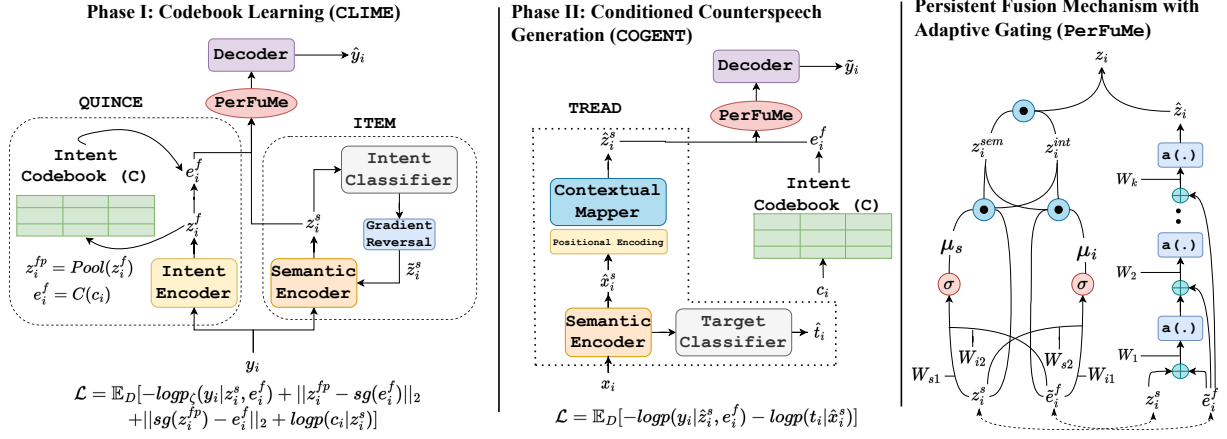 Phase I: Codebook Learning (CLIME)
Decoder
ŷ_i
PerFuMe
QUINCE
ITEM
Intent
Codebook (C)
e_i^f
z_i^f
z_i^{fp} = Pool(z_i^f)
e_i^f = C(c_i)
Intent
Encoder
Intent
Classifier
Gradient
Reversal
z_i^s
z̃_i^s
Semantic
Encoder
y_i
ℒ = 𝔼_D[−logp_ζ(y_i|z_i^s, e_i^f) + ||z_i^{fp} − sg(e_i^f)||_2
+||sg(z_i^{fp}) − e_i^f||_2 + logp(c_i|z_i^s)]
Phase II: Conditioned Counterspeech
Generation (COGENT)
Decoder
ỹ_i
PerFuMe
TREAD
ẑ_i^s
e_i^f
Contextual
Mapper
Positional Encoding
x̂_i^s
Intent
Codebook (C)
c_i
Semantic
Encoder
Target
Classifier
t̂_i
x_i
ℒ = 𝔼_D[−logp(y_i|ẑ_i^s, e_i^f) − logp(t_i|x̂_i^s)]
Persistent Fusion Mechanism with
Adaptive Gating (PerFuMe)
z_i
ẑ_i
z_i^{sem}
z_i^{int}
a(.)
W_k
μ_s
μ_i
a(.)
W_2
σ
σ
a(.)
W_{i2}
W_{s2}
W_1
W_{s1}
W_{i1}
z_i^s
ẽ_i^f
z_i^s
ẽ_i^f